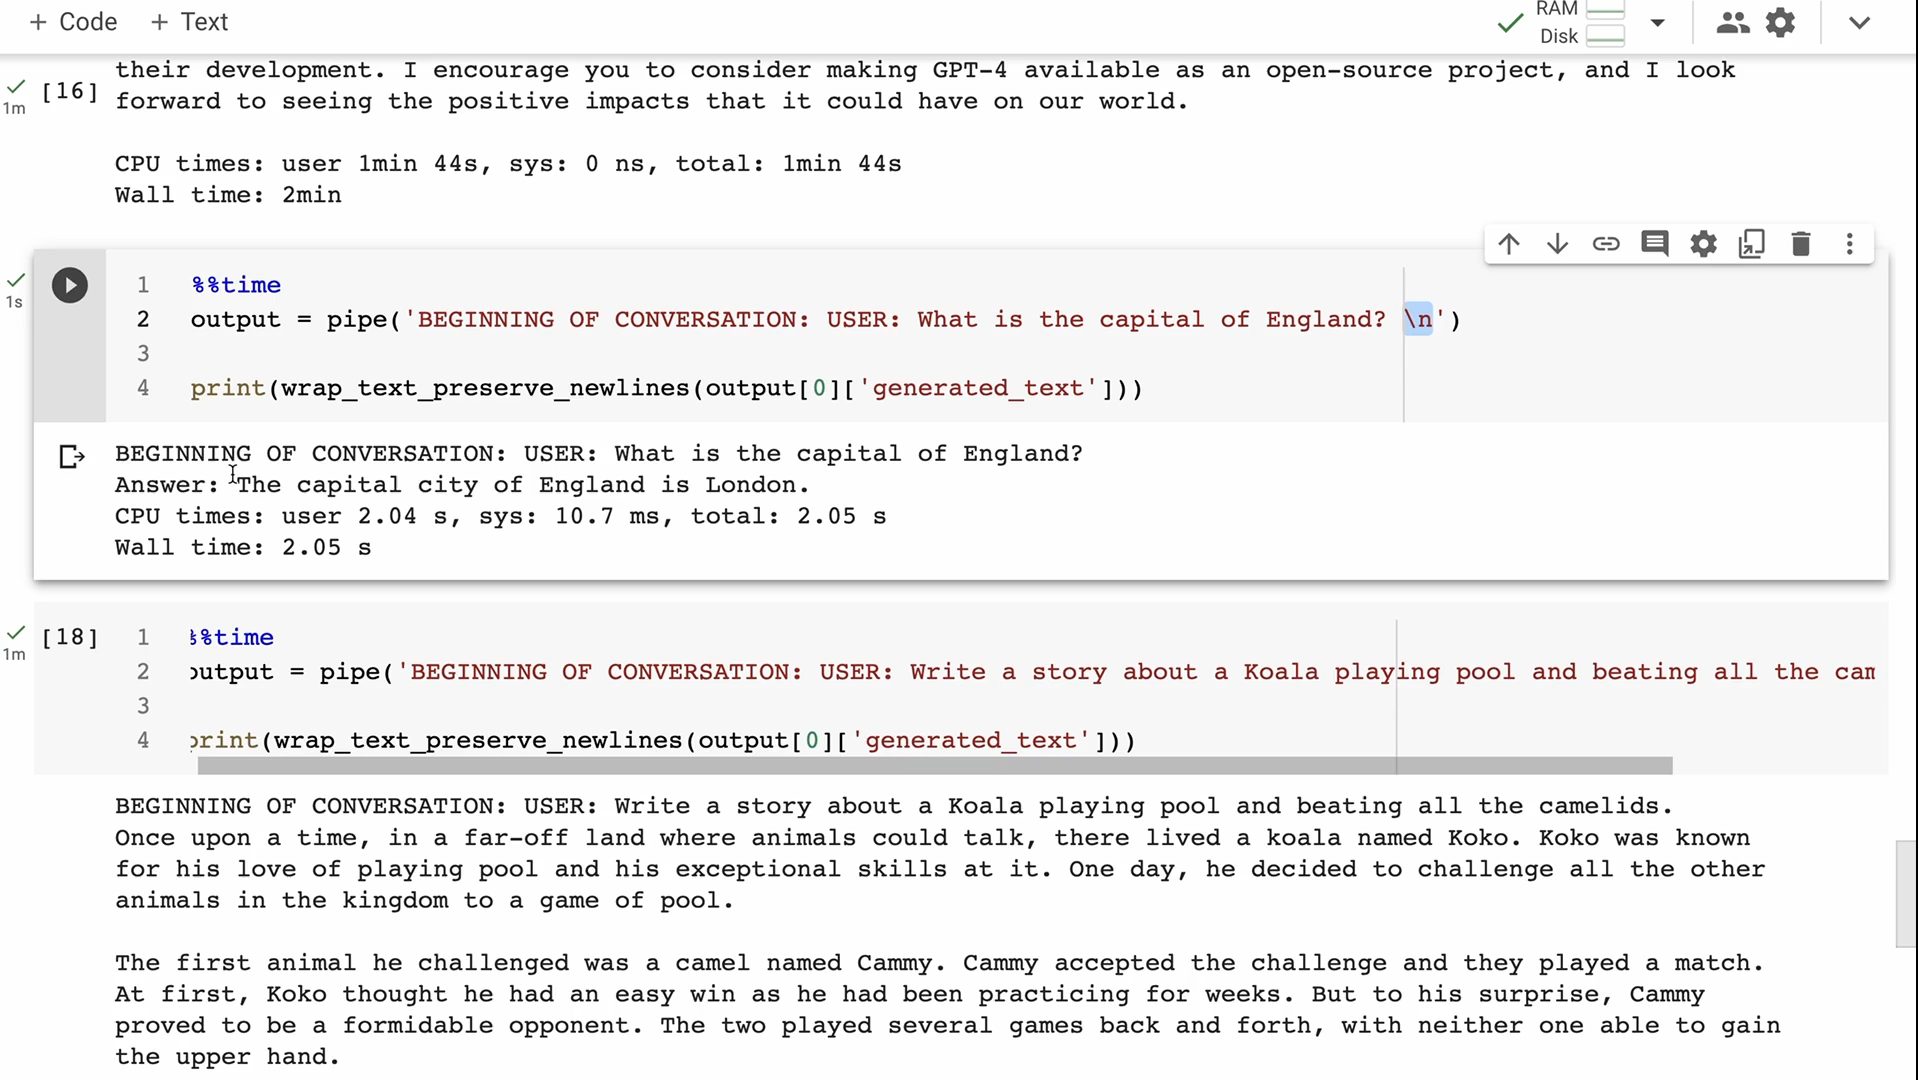 + Code + Text
RAM
Disk
their development. I encourage you to consider making GPT-4 available as an open-source project, and I look
[16] forward to seeing the positive impacts that it could have on our world.
1m
CPU times: user 1min 44s, sys: 0 ns, total: 1min 44s
Wall time: 2min
1s
1 %%time
2 output = pipe('BEGINNING OF CONVERSATION: USER: What is the capital of England? \n')
3
4 print(wrap_text_preserve_newlines(output[0]['generated_text']))
BEGINNING OF CONVERSATION: USER: What is the capital of England?
Answer: The capital city of England is London.
CPU times: user 2.04 s, sys: 10.7 ms, total: 2.05 s
Wall time: 2.05 s
[18] 1 %%time
1m
2 output = pipe('BEGINNING OF CONVERSATION: USER: Write a story about a Koala playing pool and beating all the cam
3
4 print(wrap_text_preserve_newlines(output[0]['generated_text']))
BEGINNING OF CONVERSATION: USER: Write a story about a Koala playing pool and beating all the camelids.
Once upon a time, in a far-off land where animals could talk, there lived a koala named Koko. Koko was known
for his love of playing pool and his exceptional skills at it. One day, he decided to challenge all the other
animals in the kingdom to a game of pool.
The first animal he challenged was a camel named Cammy. Cammy accepted the challenge and they played a match.
At first, Koko thought he had an easy win as he had been practicing for weeks. But to his surprise, Cammy
proved to be a formidable opponent. The two played several games back and forth, with neither one able to gain
the upper hand.